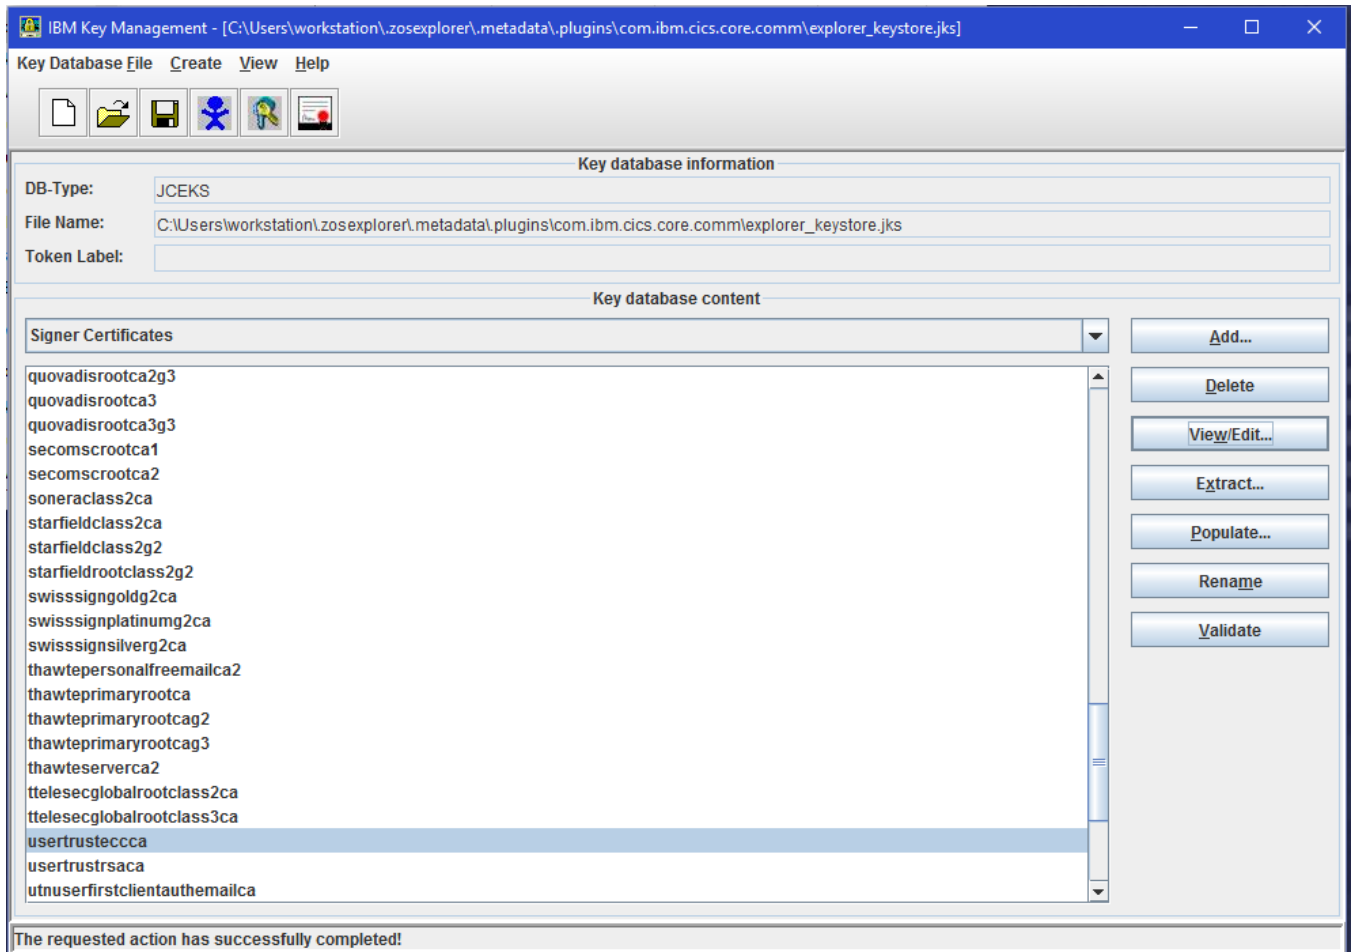 IBM Key Management - [C:\Users\workstation\.zosexplorer\.metadata\.plugins\com.ibm.cics.core.comm\explorer_keystore.jks]
Key Database File Create View Help
Key database information
DB-Type: JCEKS
File Name: C:\Users\workstation\.zosexplorer\.metadata\.plugins\com.ibm.cics.core.comm\explorer_keystore.jks
Token Label:
Key database content
Signer Certificates
Add...
quovadisrootca2g3
Delete
quovadisrootca3
quovadisrootca3g3
View/Edit...
secomscrootca1
secomscrootca2
Extract...
soneraclass2ca
starfieldclass2ca
Populate...
starfieldclass2g2
starfieldrootclass2g2
Rename
swisssigngoldg2ca
swisssignplatinumg2ca
Validate
swisssignsilverg2ca
thawtepersonalfreemailca2
thawteprimaryrootca
thawteprimaryrootcag2
thawteprimaryrootcag3
thawteserverca2
ttelesecglobalrootclass2ca
ttelesecglobalrootclass3ca
usertrusteccca
usertrustrsaca
utnuserfirstclientauthemailca
The requested action has successfully completed!